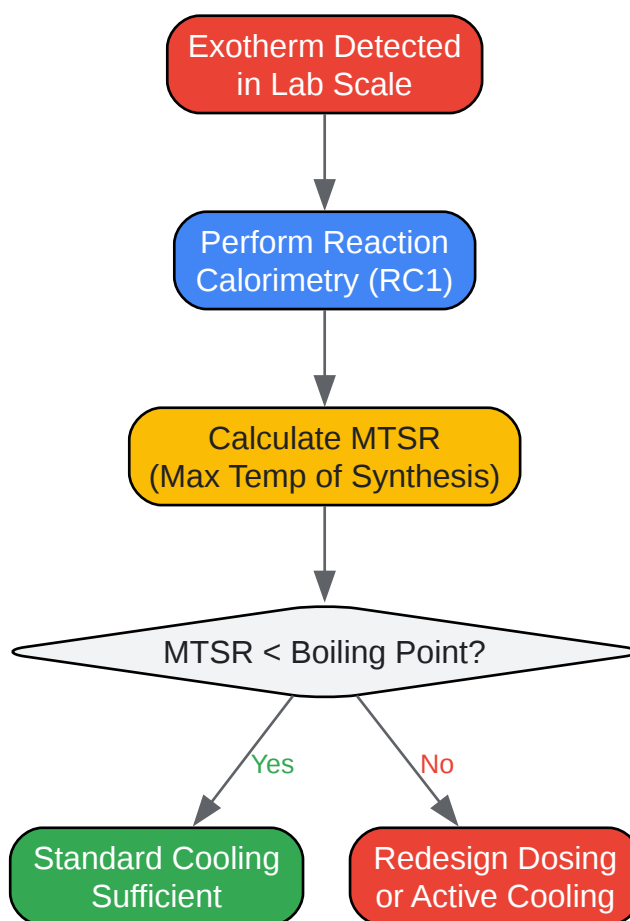 Exotherm Detected
in Lab Scale
Perform Reaction
Calorimetry (RC1)
Calculate MTSR
(Max Temp of Synthesis)
MTSR < Boiling Point?
Yes
No
Standard Cooling
Sufficient
Redesign Dosing
or Active Cooling